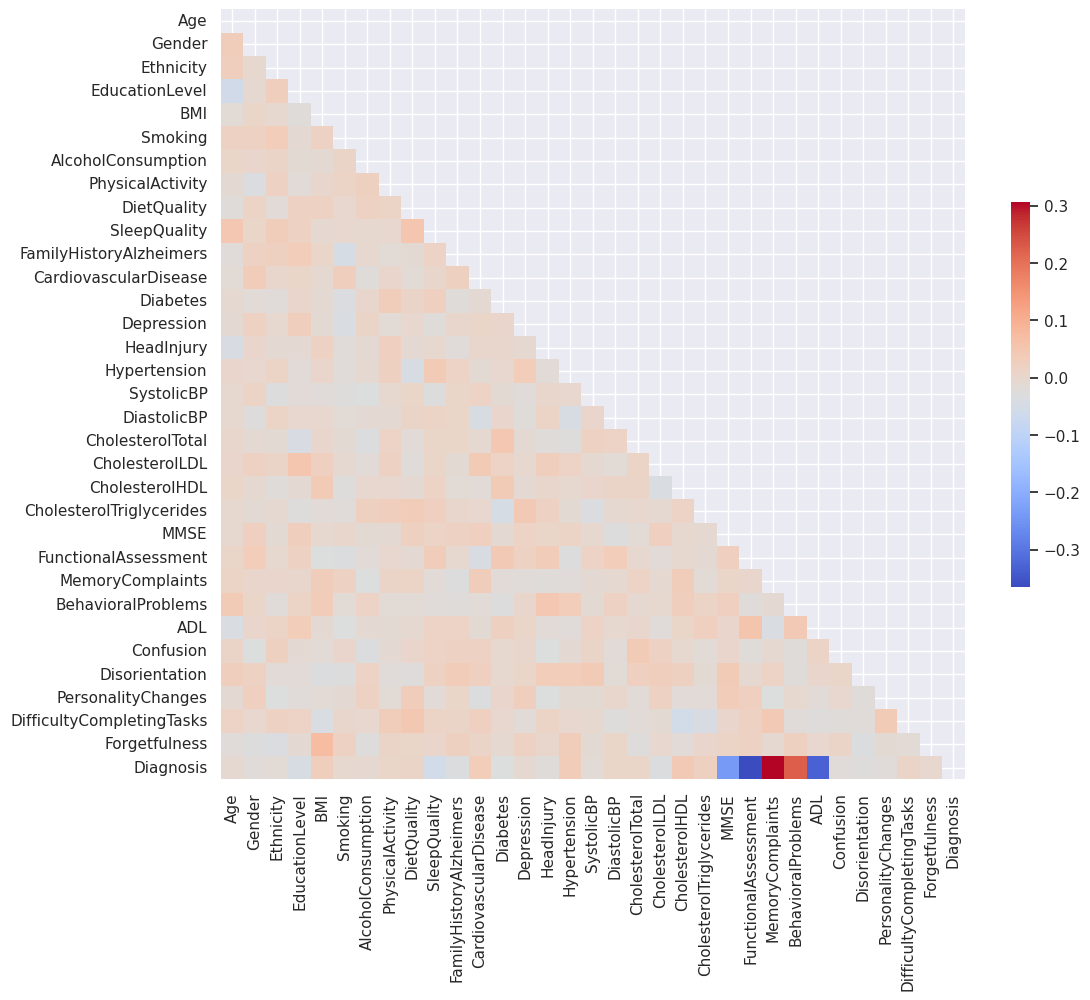 Age
Gender
Ethnicity
EducationLevel
BMI
Smoking
AlcoholConsumption
PhysicalActivity
DietQuality
SleepQuality
FamilyHistoryAlzheimers
CardiovascularDisease
Diabetes
Depression
HeadInjury
Hypertension
SystolicBP
DiastolicBP
CholesterolTotal
CholesterolLDL
CholesterolHDL
CholesterolTriglycerides
MMSE
FunctionalAssessment
MemoryComplaints
BehavioralProblems
ADL
Confusion
Disorientation
PersonalityChanges
DifficultyCompletingTasks
Forgetfulness
Diagnosis
Age
Gender
Ethnicity
EducationLevel
BMI
Smoking
AlcoholConsumption
PhysicalActivity
DietQuality
SleepQuality
FamilyHistoryAlzheimers
CardiovascularDisease
Diabetes
Depression
HeadInjury
Hypertension
SystolicBP
DiastolicBP
CholesterolTotal
CholesterolLDL
CholesterolHDL
CholesterolTriglycerides
MMSE
FunctionalAssessment
MemoryComplaints
BehavioralProblems
ADL
Confusion
Disorientation
PersonalityChanges
DifficultyCompletingTasks
Forgetfulness
Diagnosis
0.3
0.2
0.1
0.0
−0.1
−0.2
−0.3